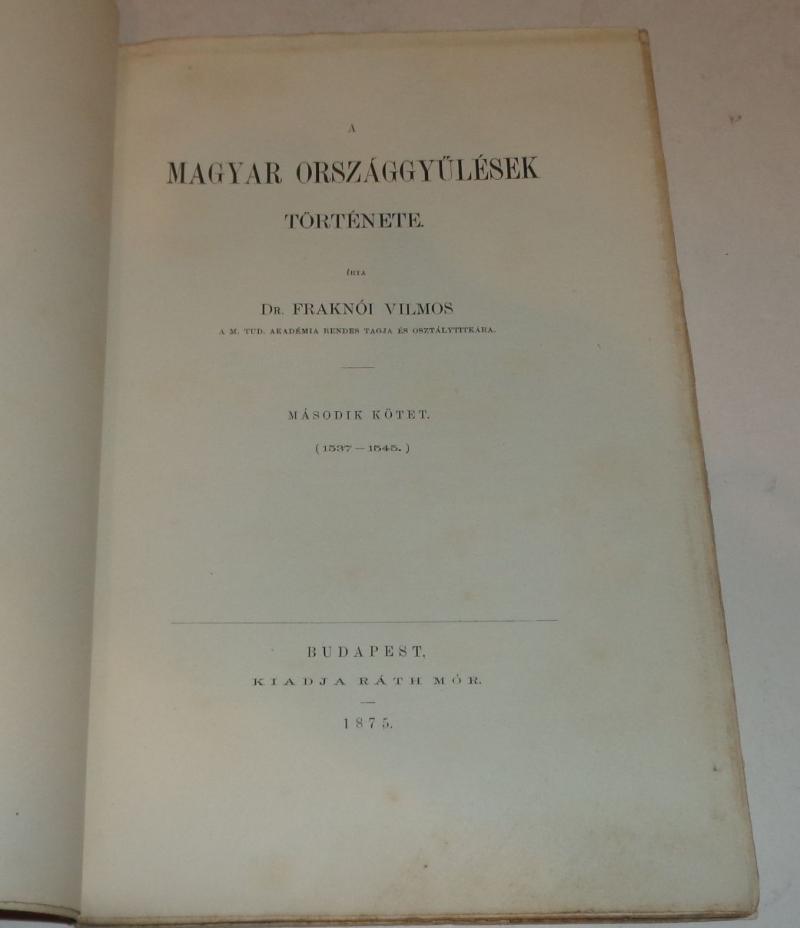 A
MAGYAR ORSZÁGGYŰLÉSEK
TÖRTÉNETE.
ÍRTA
DR. FRAKNÓI VILMOS
A M. TUD. AKADÉMIA RENDES TAGJA ÉS OSZTÁLYTITKÁRA.
MÁSODIK KÖTET.
(1537—1545.)
BUDAPEST,
KIADJA RÁTH MÓR.
1875.